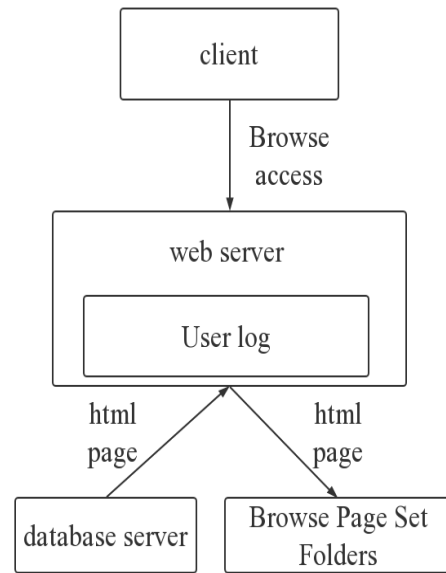 client
Browse
access
web server
User log
html
page
html
page
database server
Browse Page Set
Folders